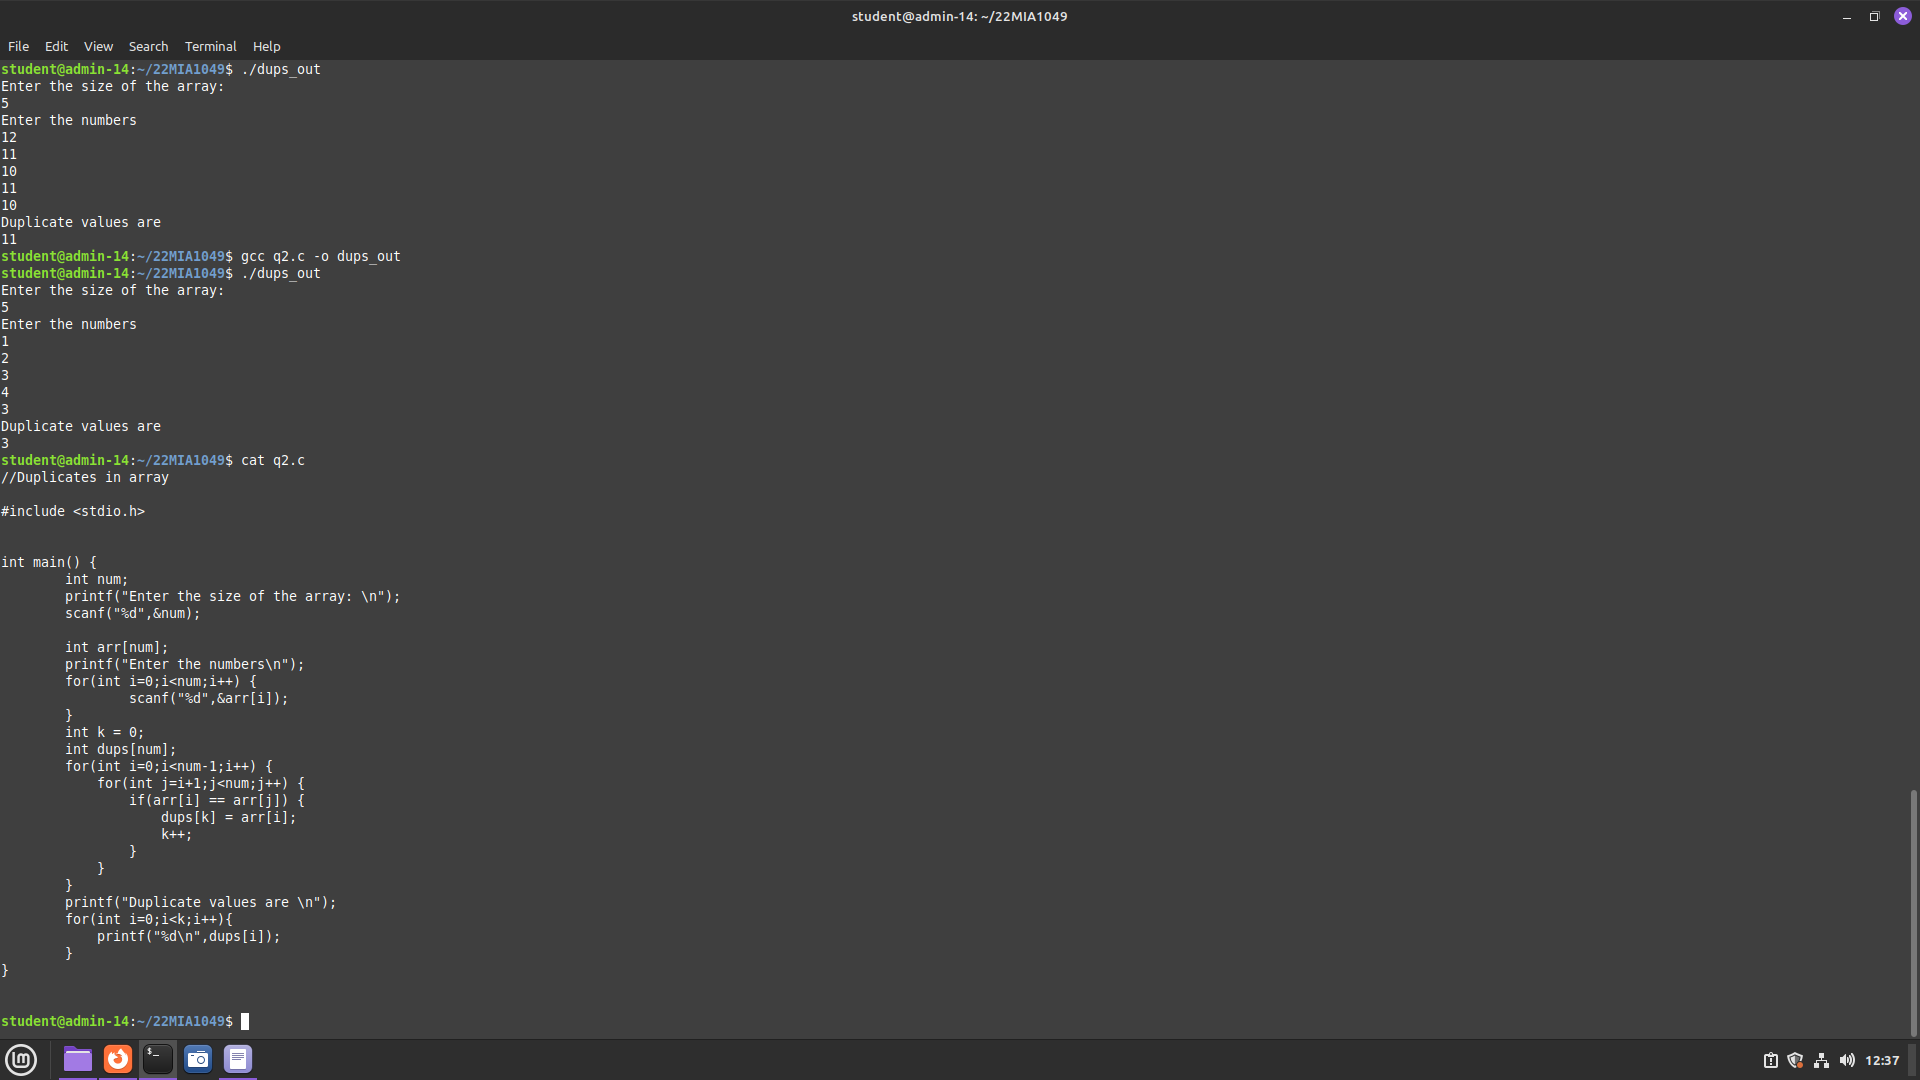 student@admin-14: ~/22MIA1049
File Edit View Search Terminal Help
student@admin-14:~/22MIA1049$ ./dups_out
Enter the size of the array:
5
Enter the numbers
12
11
10
11
10
Duplicate values are
11
student@admin-14:~/22MIA1049$ gcc q2.c -o dups_out
student@admin-14:~/22MIA1049$ ./dups_out
Enter the size of the array:
5
Enter the numbers
1
2
3
4
3
Duplicate values are
3
student@admin-14:~/22MIA1049$ cat q2.c
//Duplicates in array
#include <stdio.h>
int main() {
        int num;
        printf("Enter the size of the array: \n");
        scanf("%d",&num);
        int arr[num];
        printf("Enter the numbers\n");
        for(int i=0;i<num;i++) {
                scanf("%d",&arr[i]);
        }
        int k = 0;
        int dups[num];
        for(int i=0;i<num-1;i++) {
            for(int j=i+1;j<num;j++) {
                if(arr[i] == arr[j]) {
                    dups[k] = arr[i];
                    k++;
                }
            }
        }
        printf("Duplicate values are \n");
        for(int i=0;i<k;i++){
            printf("%d\n",dups[i]);
        }
}
student@admin-14:~/22MIA1049$
12:37